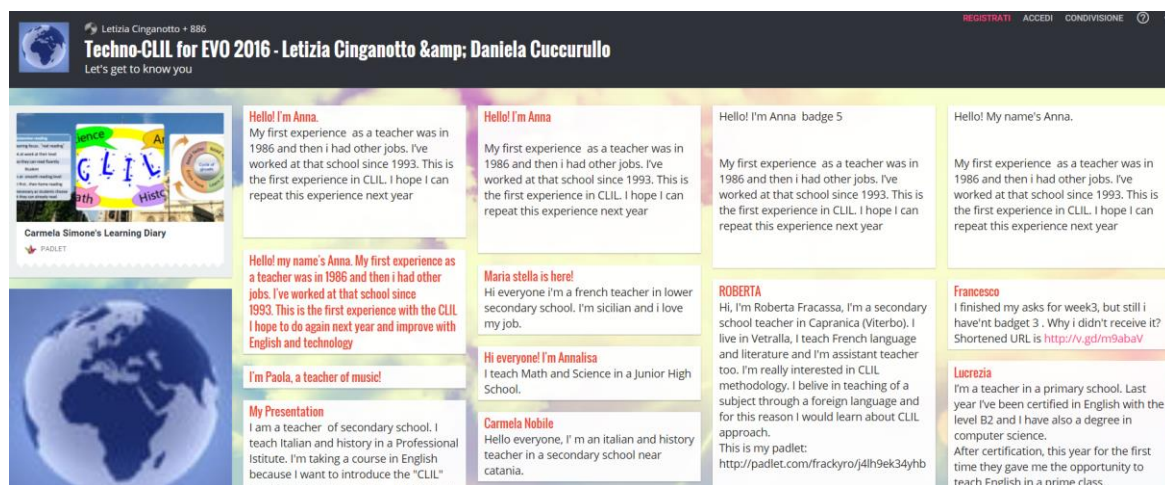 Letizia Cinganotto + 886
Techno-CLIL for EVO 2016 - Letizia Cinganotto &amp; Daniela Cuccurullo
Let's get to know you
REGISTRATI ACCEDI CONDIVISIONE
CLIL
Carmela Simone's Learning Diary
PADLET
Hello! I'm Anna.
My first experience as a teacher was in
1986 and then i had other jobs. I've
worked at that school since 1993. This is
the first experience in CLIL. I hope I can
repeat this experience next year
Hello! my name's Anna. My first experience as
a teacher was in 1986 and then i had other
jobs. I've worked at that school since
1993. This is the first experience with the CLIL
I hope to do again next year and improve with
English and technology
I'm Paola, a teacher of music!
My Presentation
I am a teacher of secondary school. I
teach Italian and history in a Professional
Istitute. I'm taking a course in English
because I want to introduce the "CLIL"
Hello! I'm Anna
My first experience as a teacher was in
1986 and then i had other jobs. I've
worked at that school since 1993. This is
the first experience in CLIL. I hope I can
repeat this experience next year
Maria stella is here!
Hi everyone i'm a french teacher in lower
secondary school. I'm sicilian and i love
my job.
Hi everyone! I'm Annalisa
I teach Math and Science in a Junior High
School.
Carmela Nobile
Hello everyone, I' m an italian and history
teacher in a secondary school near
catania.
Hello! I'm Anna badge 5
My first experience as a teacher was in
1986 and then i had other jobs. I've
worked at that school since 1993. This is
the first experience in CLIL. I hope I can
repeat this experience next year
ROBERTA
Hi, I'm Roberta Fracassa, I'm a secondary
school teacher in Capranica (Viterbo). I
live in Vetralla, I teach French language
and literature and I'm assistant teacher
too. I'm really interested in CLIL
methodology. I belive in teaching of a
subject through a foreign language and
for this reason I would learn about CLIL
approach.
This is my padlet:
http://padlet.com/frackyro/j4lh9ek34yhb
Hello! My name's Anna.
My first experience as a teacher was in
1986 and then i had other jobs. I've
worked at that school since 1993. This is
the first experience in CLIL. I hope I can
repeat this experience next year
Francesco
I finished my asks for week3, but still i
have'nt badget 3 . Why i didn't receive it?
Shortened URL is http://v.gd/m9abaV
Lucrezia
I'm a teacher in a primary school. Last
year I've been certified in English with the
level B2 and I have also a degree in
computer science.
After certification, this year for the first
time they gave me the opportunity to
teach English in a prime class.